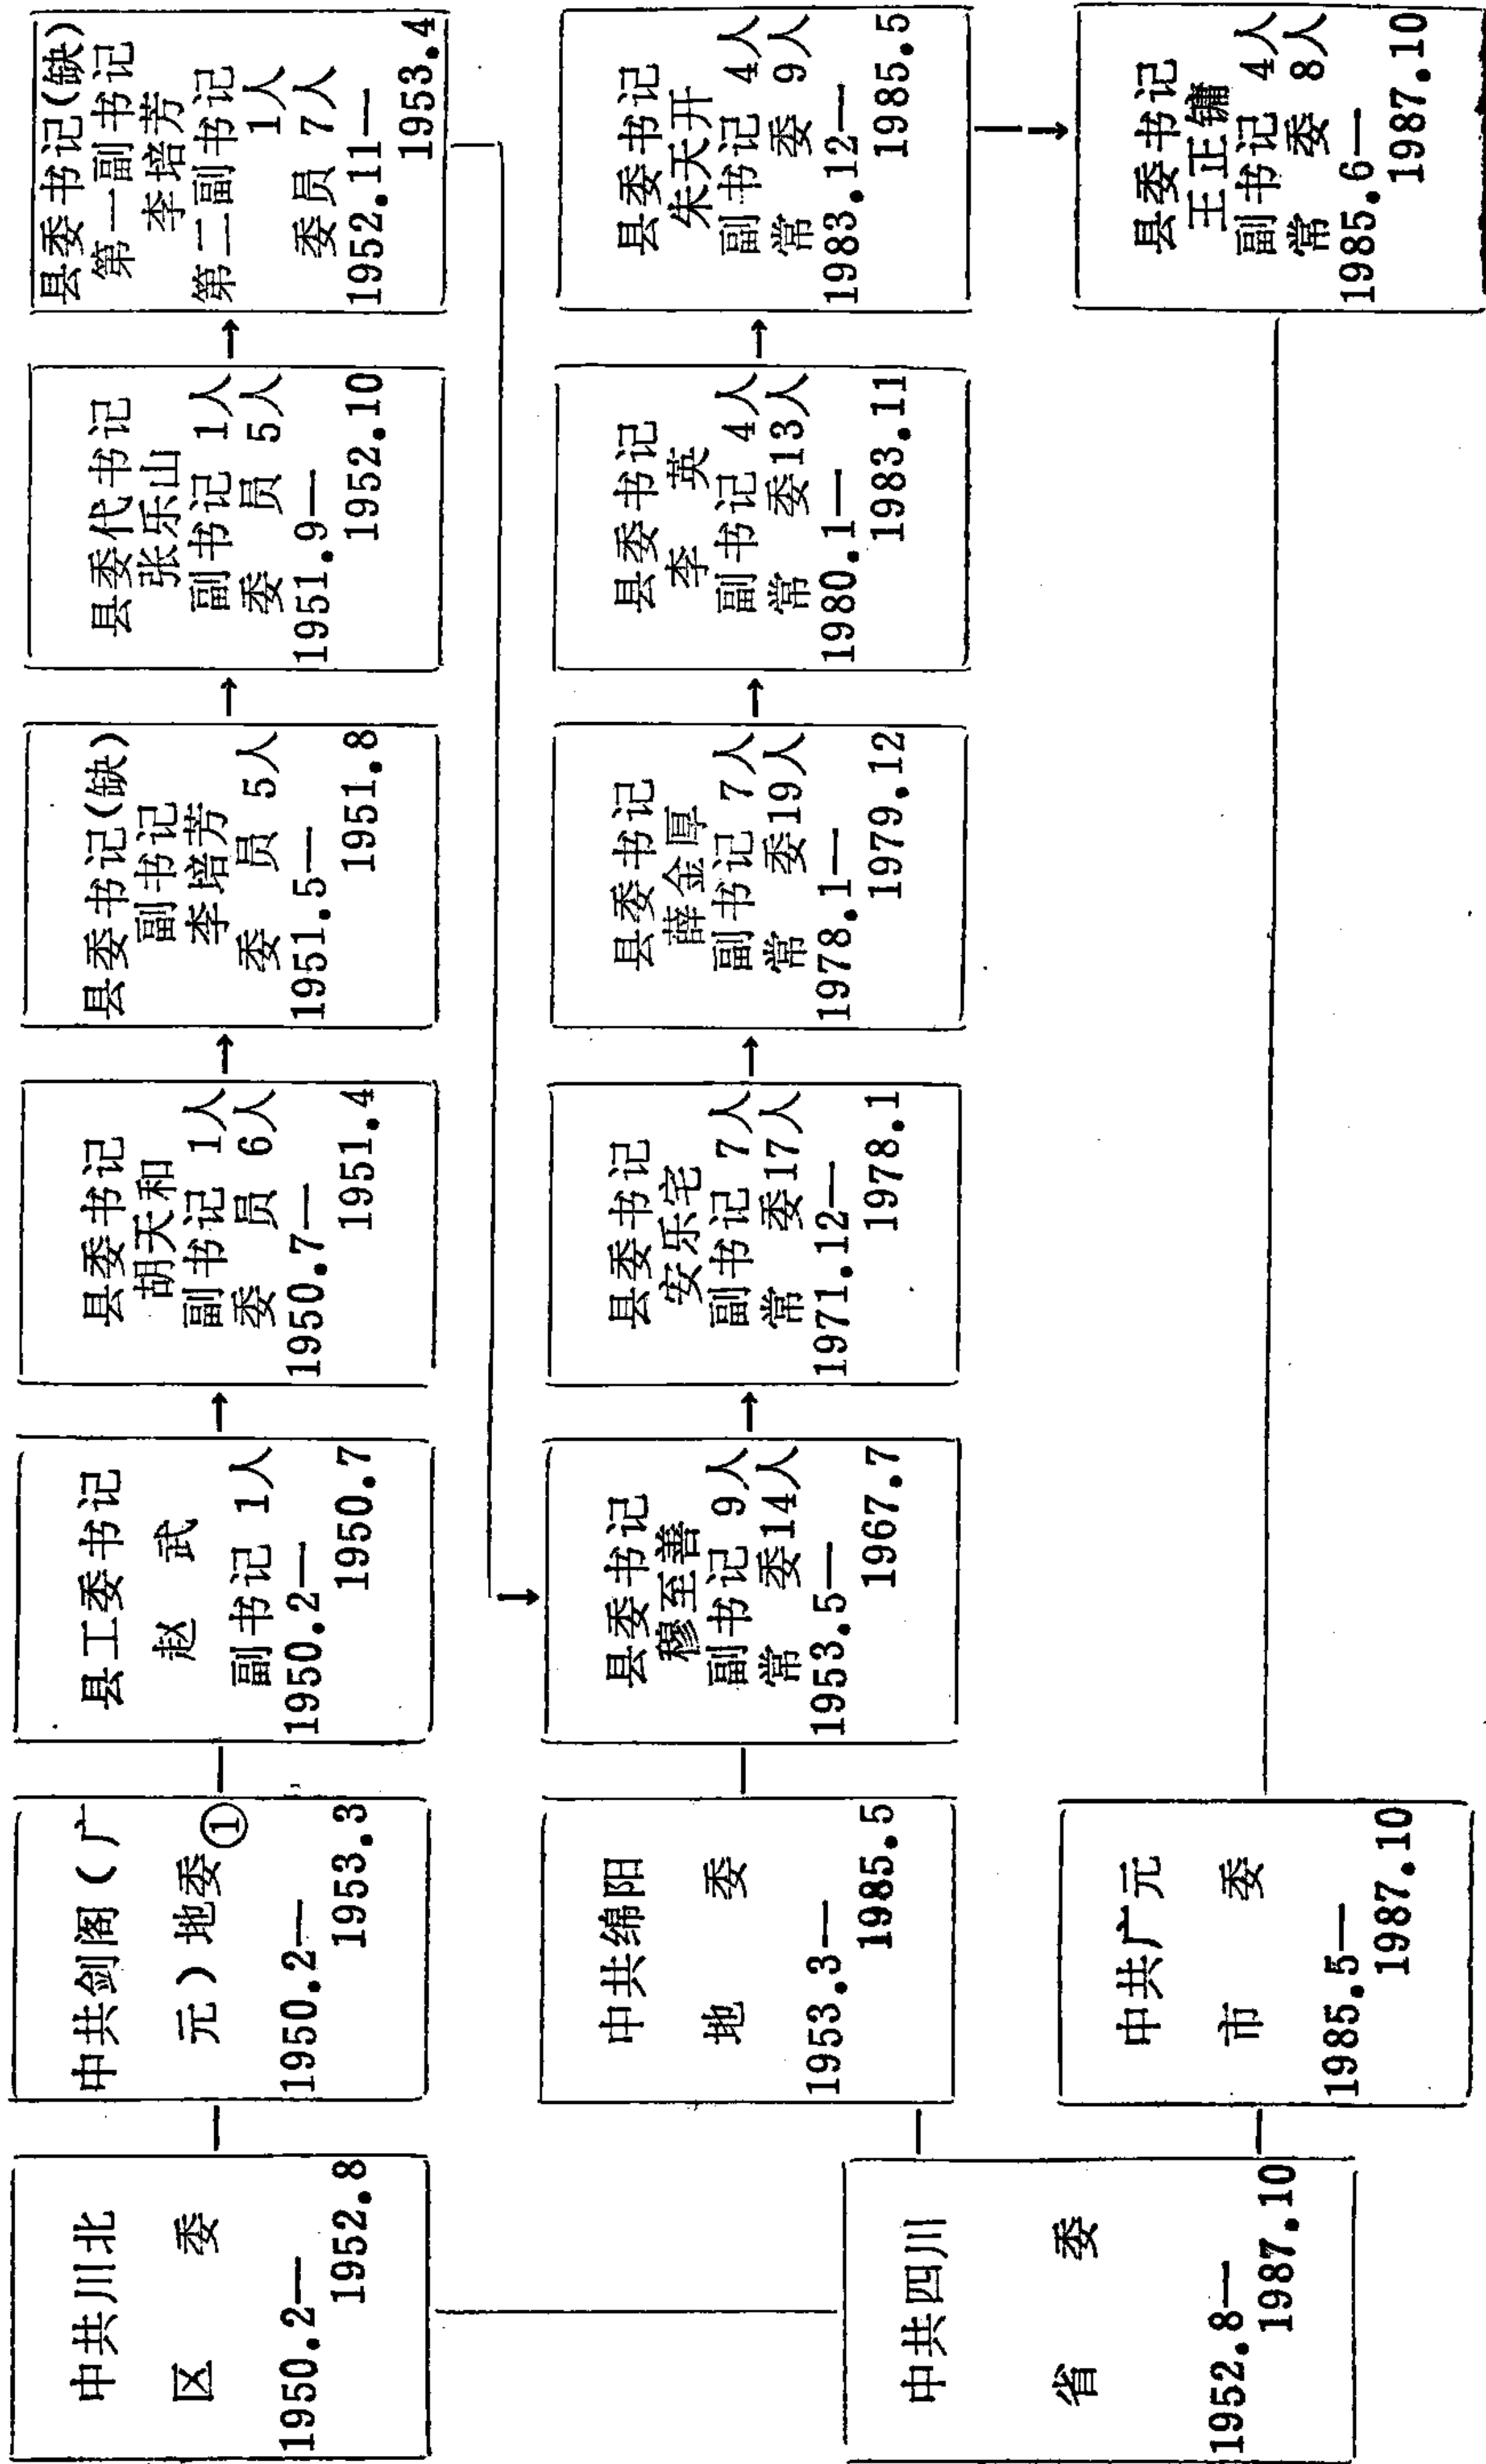 中共川北
区 委
1950.2—
1952.8
中共剑阁（广
元）地委①
1950.2—
1953.3
县工委书记
赵 武
副书记 1人
1950.2—
1950.7
县委书记
胡天和
副书记 1人
委 员 6人
1950.7—
1951.4
县委书记(缺)
副书记
李培芳
委 员 5人
1951.5—
1951.8
县委代书记
张乐山
副书记 1人
委 员 5人
1951.9—
1952.10
县委书记(缺)
第一副书记
李培芳
第二副书记
1人
委员 7人
1952.11—
1953.4
中共四川
省 委
1952.8—
1987.10
中共绵阳
地 委
1953.3—
1985.5
县委书记
穆至善
副书记 9人
常 委14人
1953.5—
1967.7
县委书记
安乐宅
副书记 7人
常 委17人
1971.12—
1978.1
县委书记
薛金厚
副书记 7人
常 委19人
1978.1—
1979.12
县委书记
李 英
副书记 4人
常 委13人
1980.1—
1983.11
县委书记
朱天开
副书记 4人
常 委 9人
1983.12—
1985.5
中共广元
市 委
1985.5—
1987.10
县委书记
王正镛
副书记 4人
常 委 8人
1985.6—
1987.10